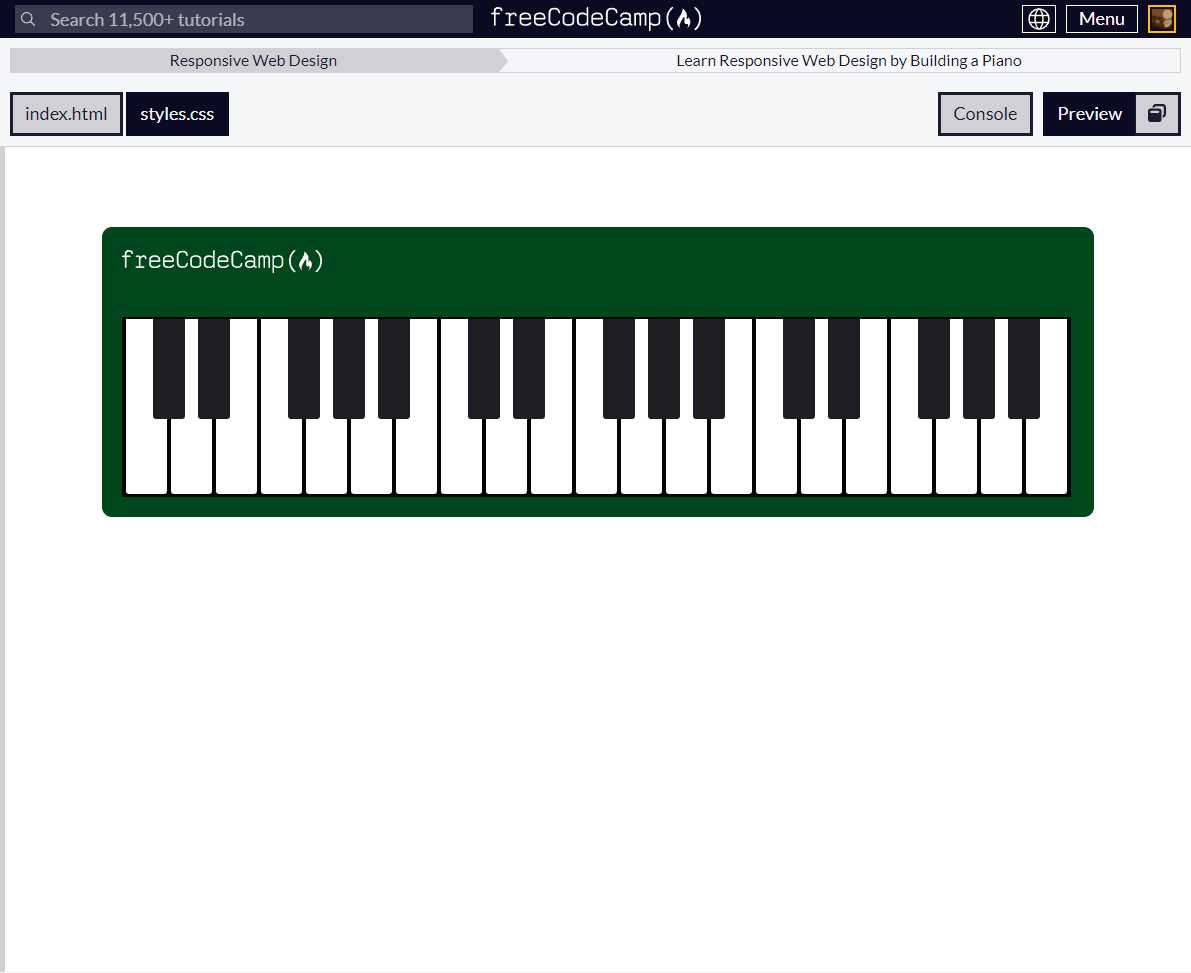 Search 11,500+ tutorials
freeCodeCamp(🔥)
Menu
Responsive Web Design
Learn Responsive Web Design by Building a Piano
index.html
styles.css
Console
Preview
freeCodeCamp(🔥)